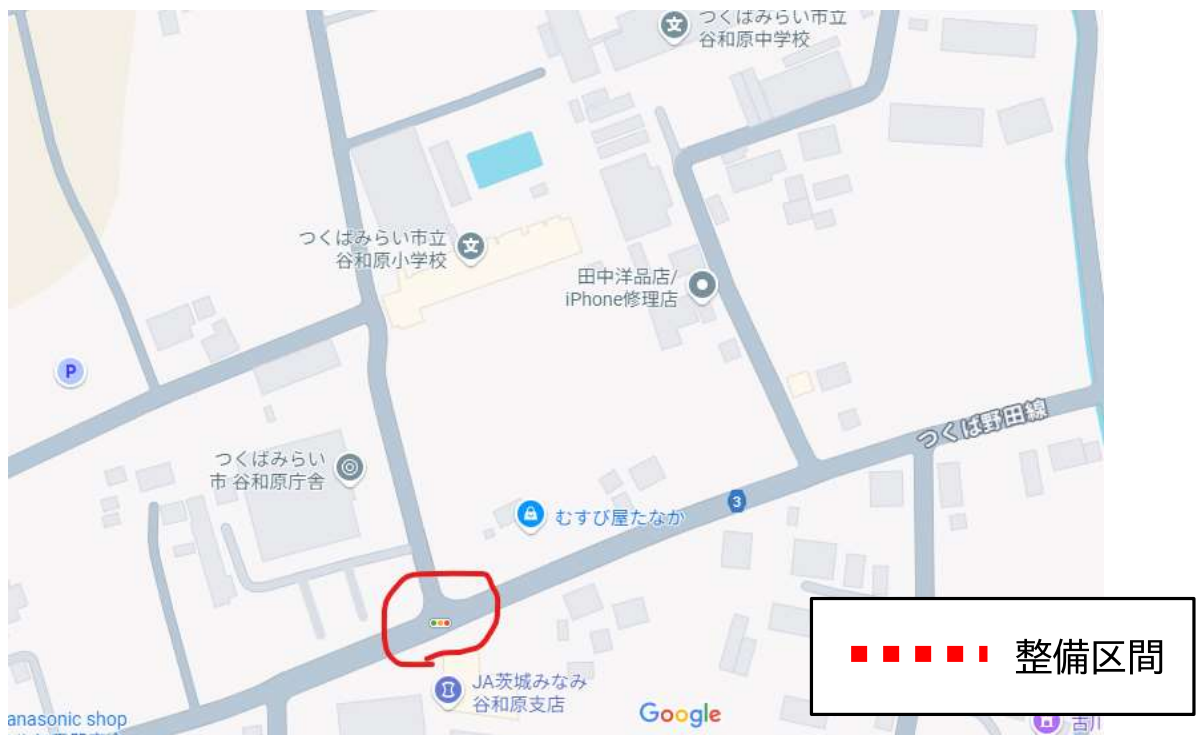 つくばみらい市立
谷和原中学校
つくばみらい市立
谷和原小学校
田中洋品店/
iPhone修理店
P
つくば野田線
つくばみらい
市 谷和原庁舎
3
むすび屋たなか
整備区間
JA茨城みなみ
谷和原支店
Google
anasonic shop
古川